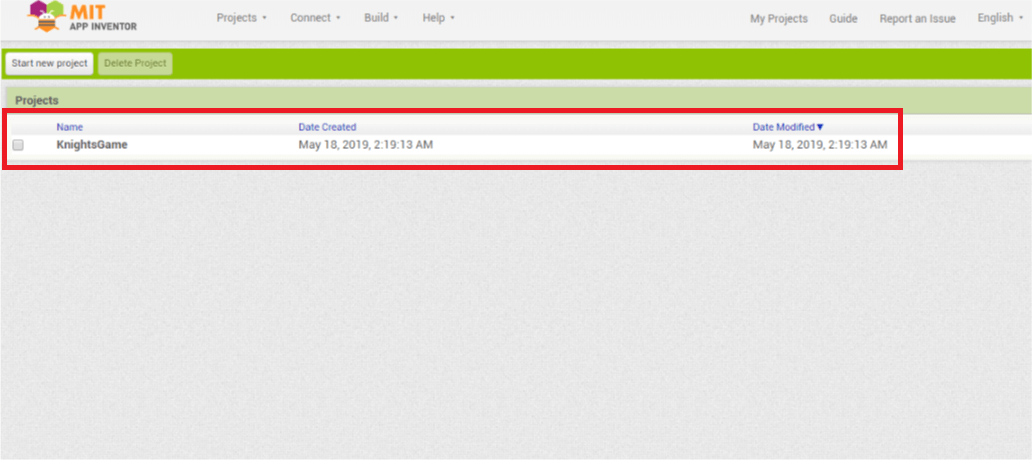 MIT
APP INVENTOR
Projects Connect Build Help My Projects Guide Report an Issue English
Start new project Delete Project
Projects
Name Date Created Date Modified
KnightsGame May 18, 2019, 2:19:13 AM May 18, 2019, 2:19:13 AM